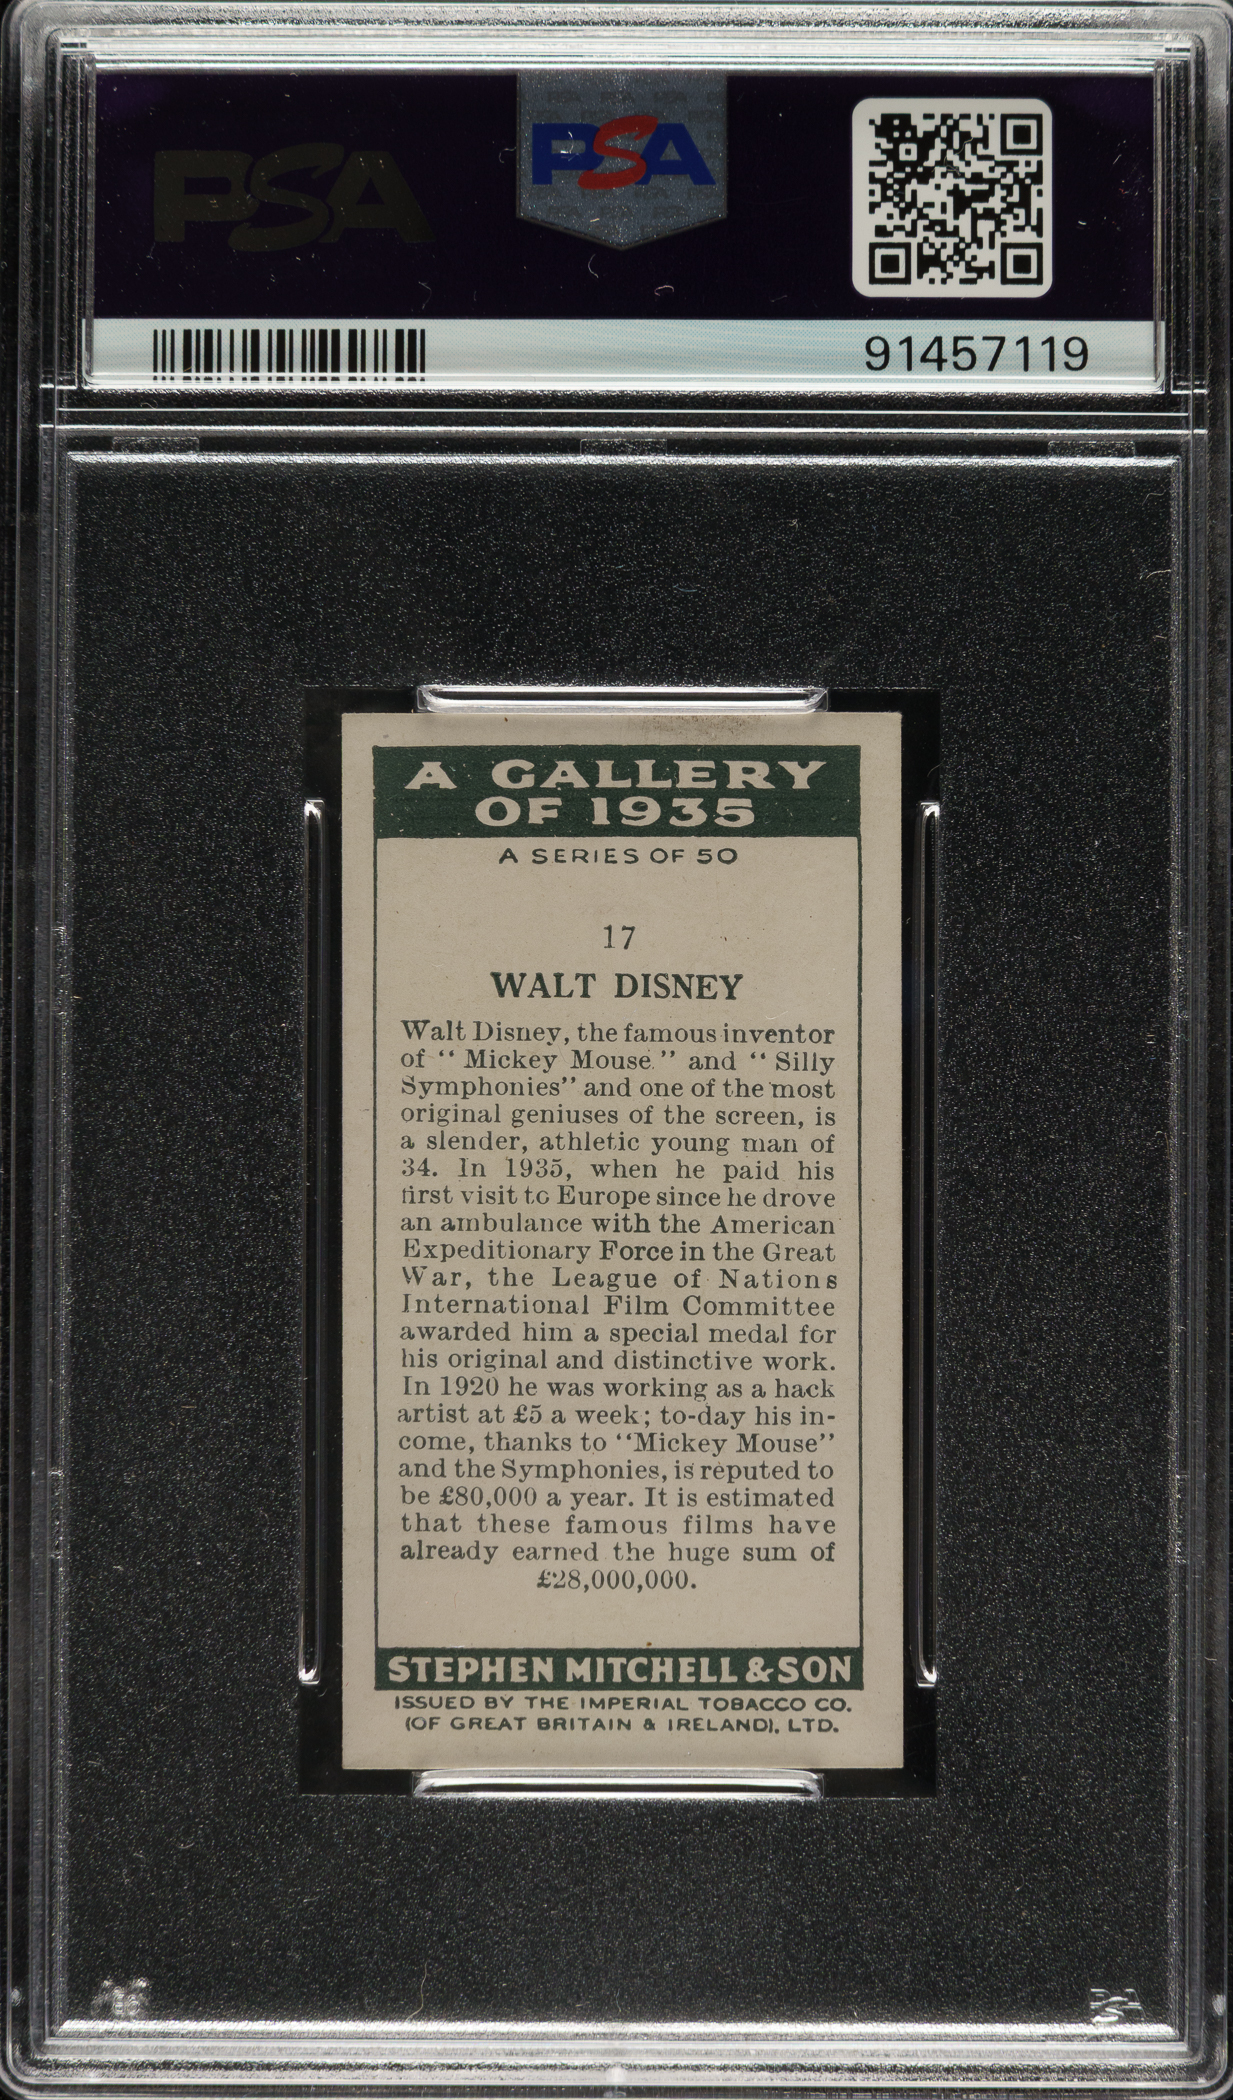 PSA
PSA
91457119
A GALLERY
OF 1935
A SERIES OF 50
17
WALT DISNEY
Walt Disney, the famous inventor
of “ Mickey Mouse ” and “ Silly
Symphonies” and one of the most
original geniuses of the screen, is
a slender, athletic young man of
34. In 1935, when he paid his
first visit to Europe since he drove
an ambulance with the American
Expeditionary Force in the Great
War, the League of Nations
International Film Committee
awarded him a special medal for
his original and distinctive work.
In 1920 he was working as a hack
artist at £5 a week; to-day his in-
come, thanks to “Mickey Mouse”
and the Symphonies, is reputed to
be £80,000 a year. It is estimated
that these famous films have
already earned the huge sum of
£28,000,000.
STEPHEN MITCHELL & SON
ISSUED BY THE IMPERIAL TOBACCO CO.
(OF GREAT BRITAIN & IRELAND), LTD.
PSA